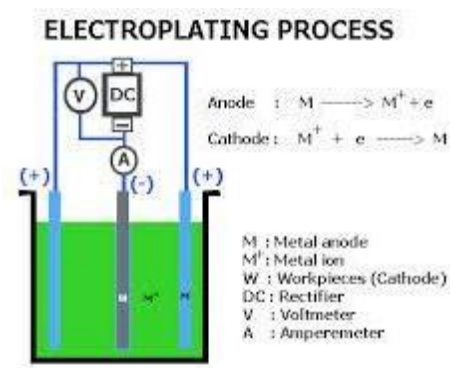 ELECTROPLATING PROCESS
+
V
DC
−
A
(+)
(-)
(+)
Anode : M -----> M⁺+ e
Cathode : M⁺ + e -----> M
M⁺
M
M : Metal anode
M⁺: Metal ion
W : Workpieces (Cathode)
DC: Rectifier
V : Voltmeter
A : Amperemeter